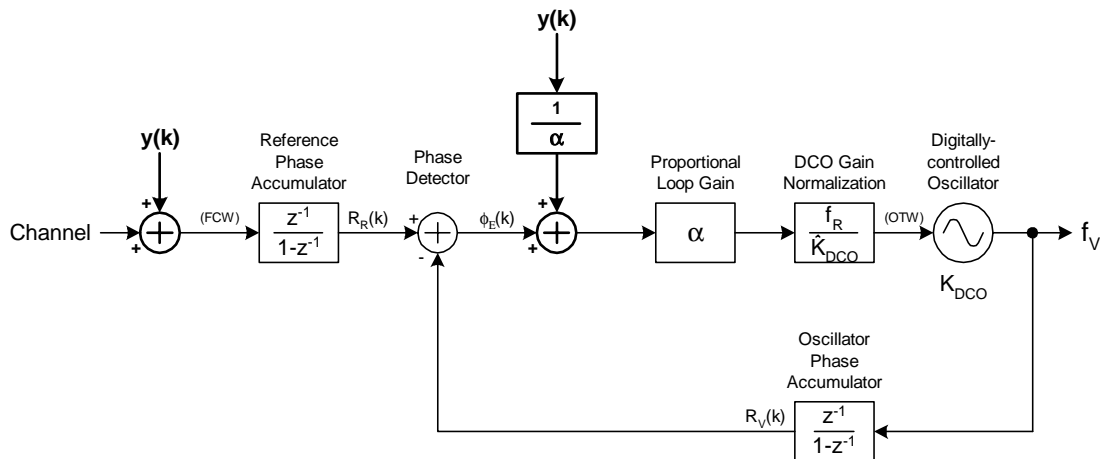 y(k)
1
α
y(k)
Reference
Phase
Accumulator
Phase
Detector
Proportional
Loop Gain
DCO Gain
Normalization
Digitally-
controlled
Oscillator
Channel
+
+
(FCW)
z⁻¹
1-z⁻¹
R_R(k)
+
-
ϕ_E(k)
+
+
α
f_R
K̂_DCO
(OTW)
f_V
K_DCO
Oscillator
Phase
Accumulator
R_V(k)
z⁻¹
1-z⁻¹